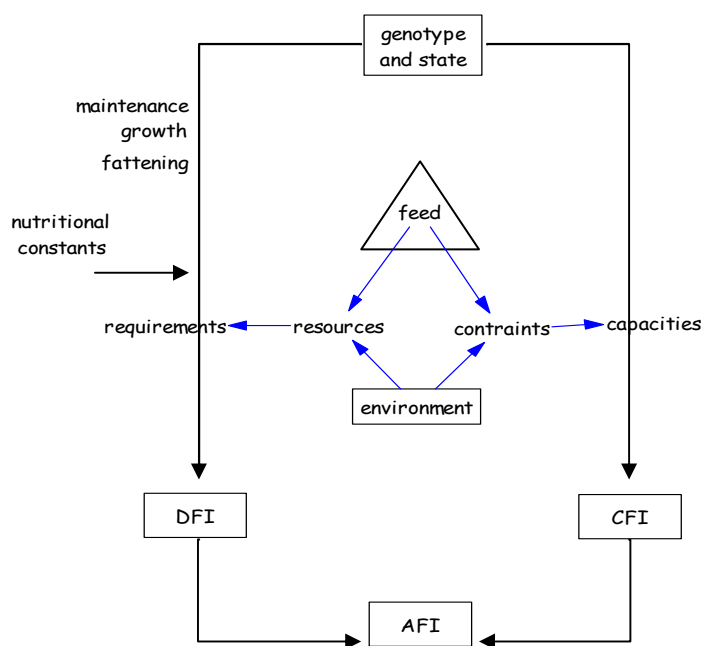 genotype
and state
maintenance
growth
fattening
feed
nutritional
constants
requirements
resources
contraints
capacities
environment
DFI
CFI
AFI